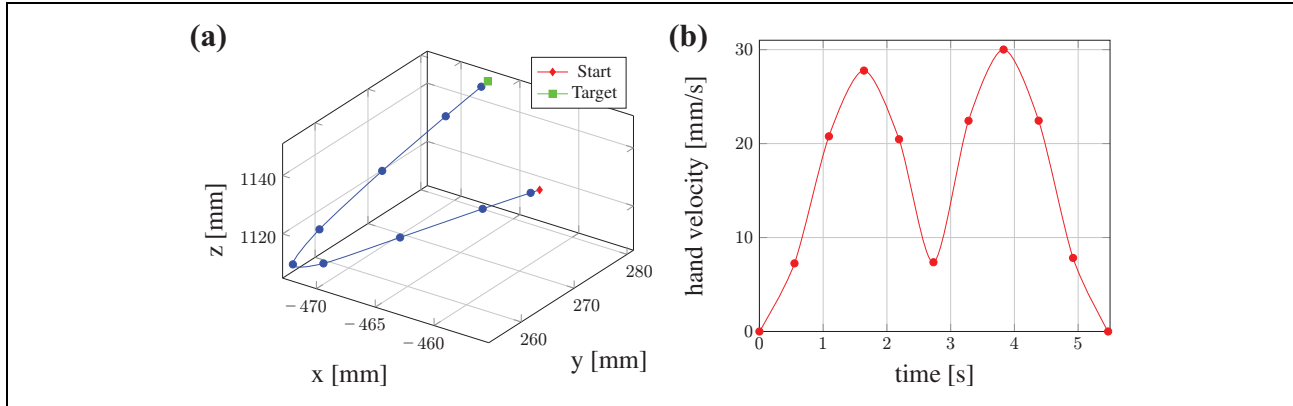 (a)
Start
Target
1140
1120
z [mm]
−470
−465
−460
x [mm]
260
270
280
y [mm]
(b)
30
20
10
0
hand velocity [mm/s]
0 1 2 3 4 5
time [s]